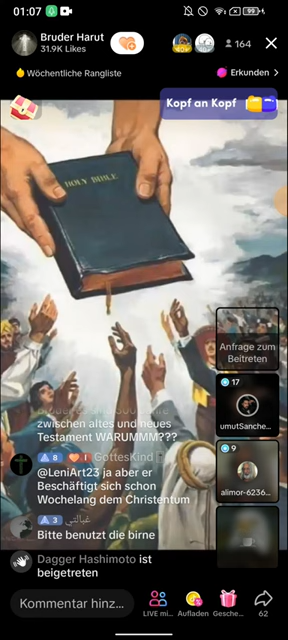 01:07
99+
Bruder Harut
31.9K Likes
164
Wöchentliche Rangliste
Erkunden
Kopf an Kopf
HOLY BIBLE
zwischen altes und neues
Testament WARUMMM???
8 I GottesKind
@LeniArt23 ja aber er
Beschäftigt sich schon
Wochelang dem Christentum
3
Bitte benutzt die birne
Dagger Hashimoto ist
beigetreten
Anfrage zum
Beitreten
17
umutSanche...
9
alimor-6236...
Kommentar hinz...
LIVE mi...
Aufladen
Gesche...
62